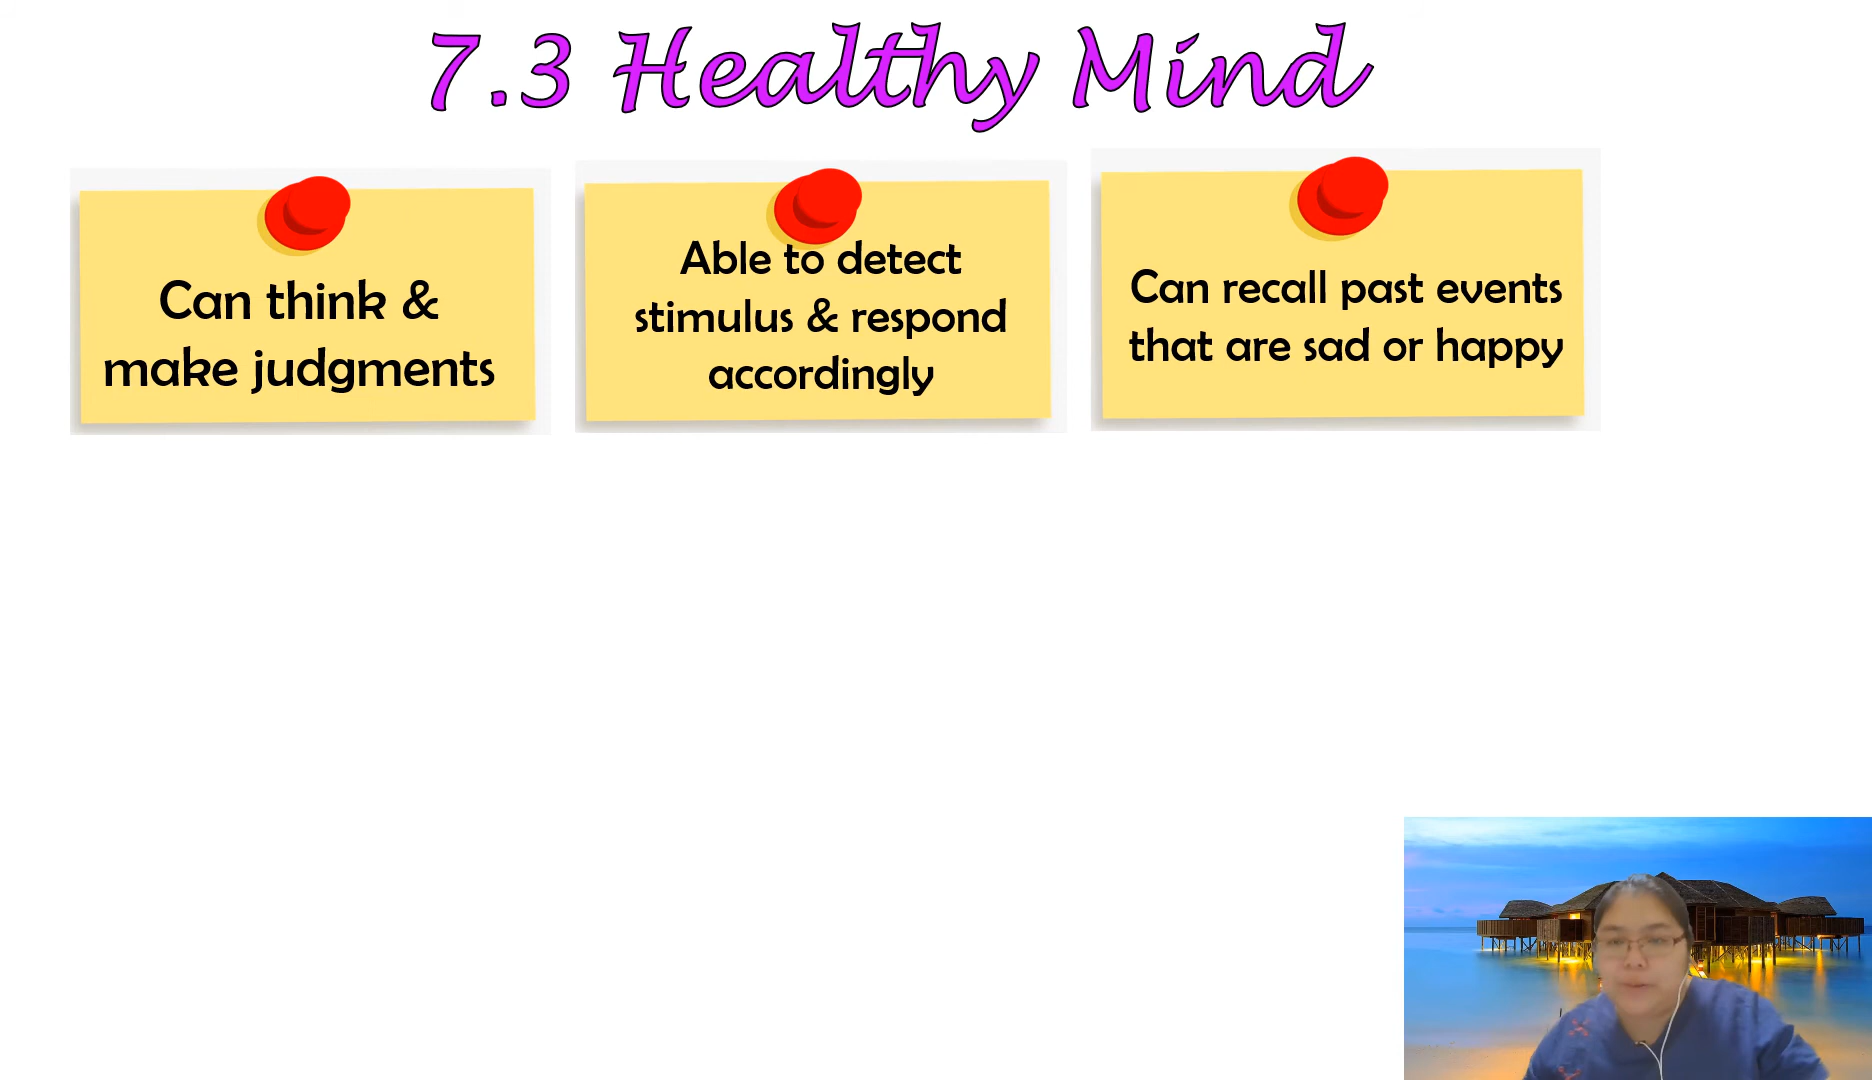 7.3 Healthy Mind
Can think &
make judgments
Able to detect
stimulus & respond
accordingly
Can recall past events
that are sad or happy